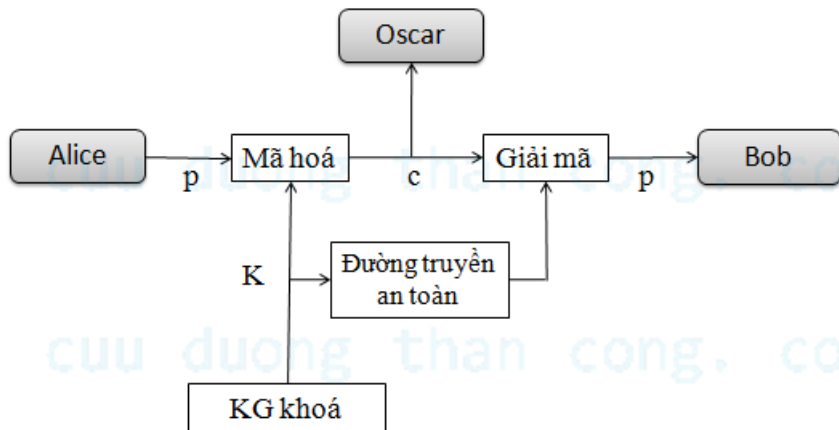 Oscar
Alice
Mã hoá
Giải mã
Bob
p
c
p
cuu duong than cong. co
K
Đường truyền
an toàn
cuu duong than cong. co
KG khoá